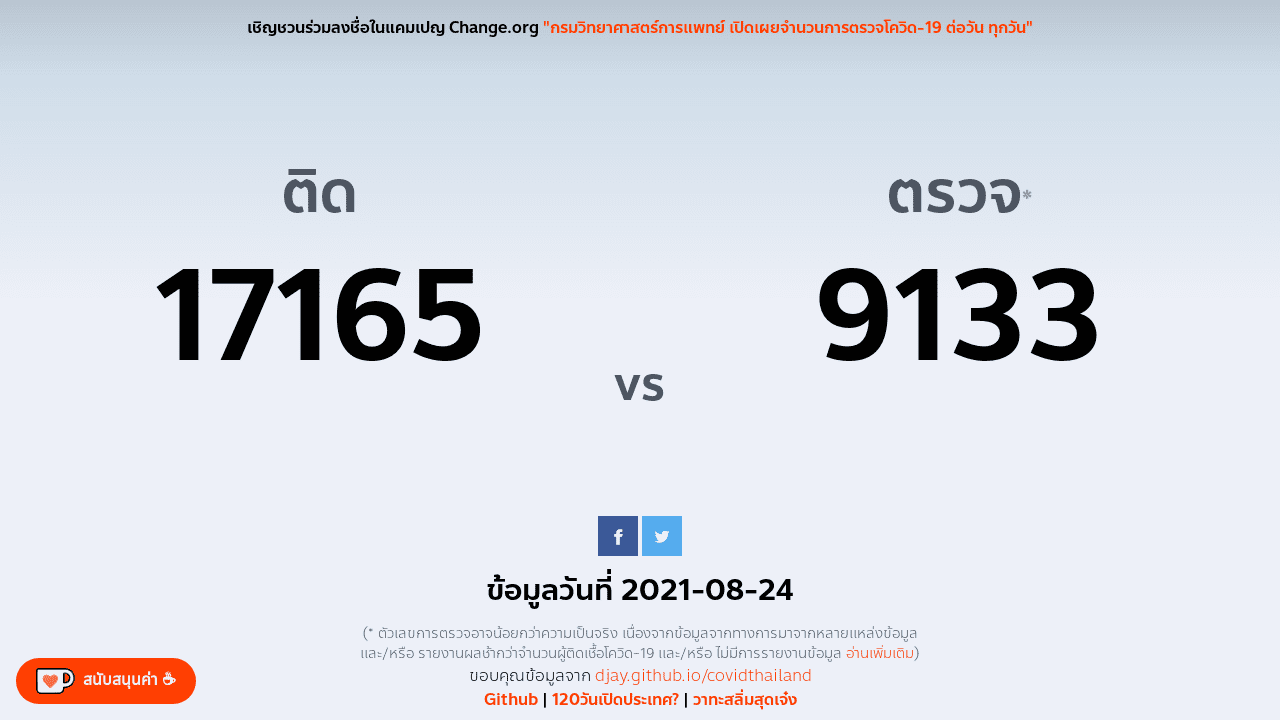 เชิญชวนร่วมลงชื่อในแคมเปญ Change.org "กรมวิทยาศาสตร์การแพทย์ เปิดเผยจำนวนการตรวจโควิด-19 ต่อวัน ทุกวัน"
ติด
ตรวจ*
17165
vs
9133
ข้อมูลวันที่ 2021-08-24
(* ตัวเลขการตรวจอาจน้อยกว่าความเป็นจริง เนื่องจากข้อมูลจากทางการมาจากหลายแหล่งข้อมูล
และ/หรือ รายงานผลช้ากว่าจำนวนผู้ติดเชื้อโควิด-19 และ/หรือ ไม่มีการรายงานข้อมูล อ่านเพิ่มเติม)
ขอบคุณข้อมูลจาก djay.github.io/covidthailand
Github | 120วันเปิดประเทศ? | วาทะสลิ่มสุดเจ๋ง
สนับสนุนค่า ☕